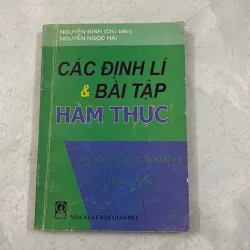 NGUYỄN ĐỊNH (Chủ biên)
NGUYỄN NGỌC HẢI
CÁC ĐỊNH LÍ
& BÀI TẬP
HÀM THỰC
NHÀ XUẤT BẢN GIÁO DỤC